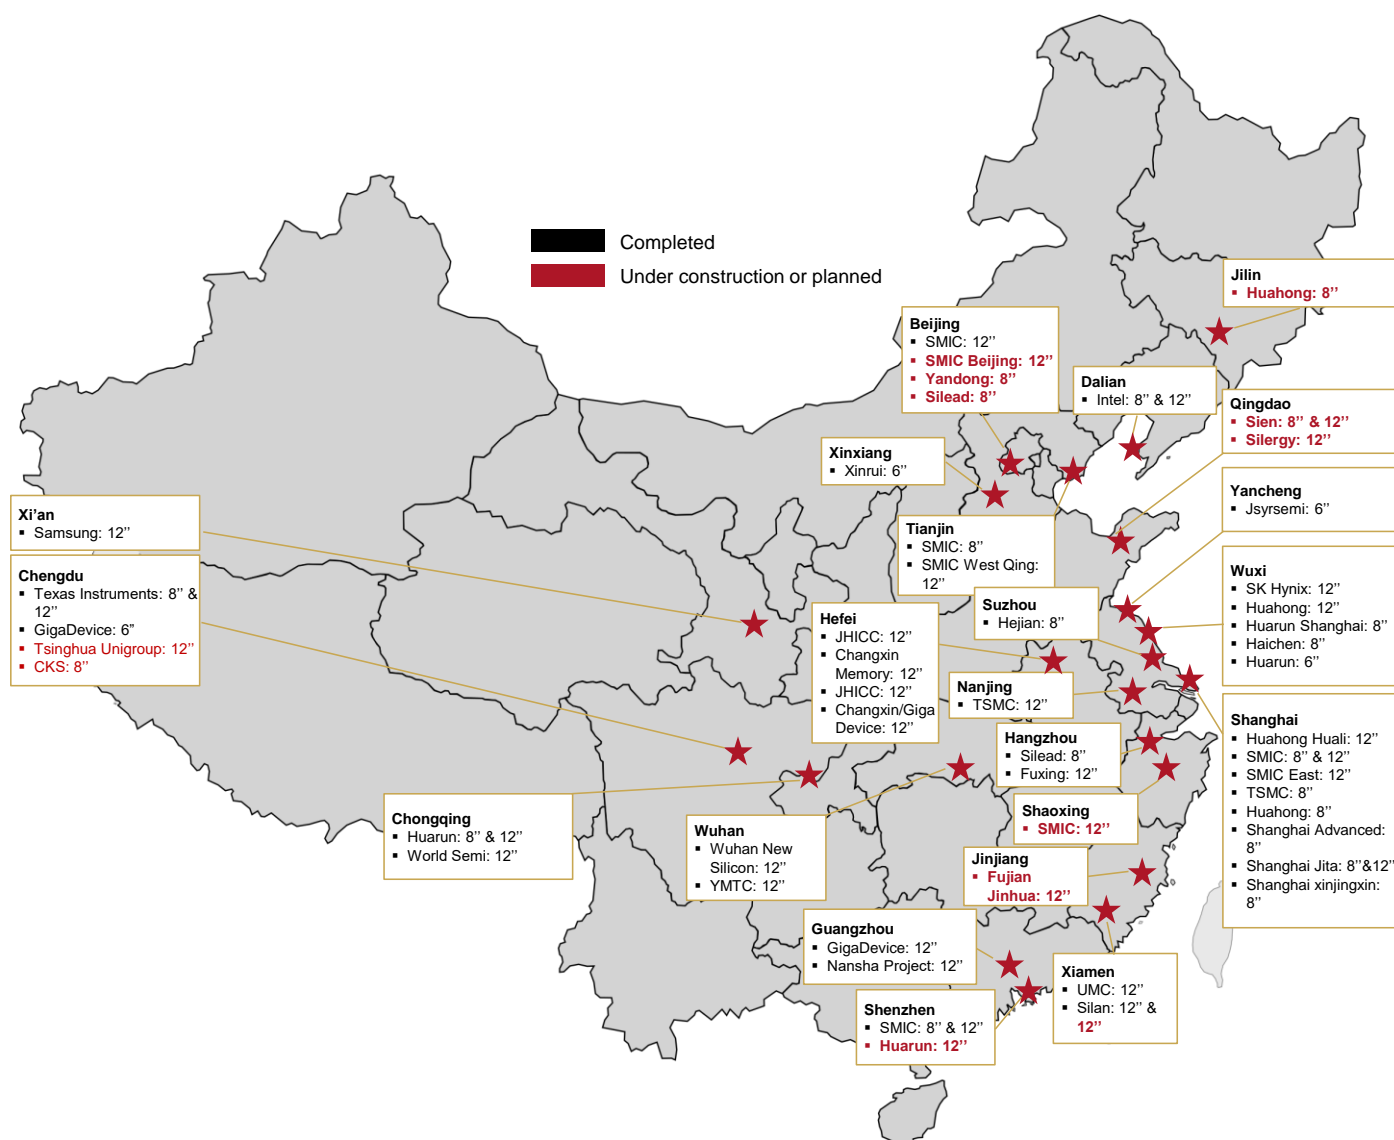 Completed
Under construction or planned
Jilin
▪ Huahong: 8’’
Beijing
▪ SMIC: 12’’
▪ SMIC Beijing: 12’’
▪ Yandong: 8’’
▪ Silead: 8’’
Dalian
▪ Intel: 8’’ & 12’’
Qingdao
▪ Sien: 8’’ & 12’’
▪ Silergy: 12’’
Xinxiang
▪ Xinrui: 6’’
Yancheng
▪ Jsyrsemi: 6’’
Xi’an
▪ Samsung: 12’’
Tianjin
▪ SMIC: 8’’
▪ SMIC West Qing:
12’’
Chengdu
▪ Texas Instruments: 8’’ &
12’’
▪ GigaDevice: 6’’
▪ Tsinghua Unigroup: 12’’
▪ CKS: 8’’
Wuxi
▪ SK Hynix: 12’’
▪ Huahong: 12’’
▪ Huarun Shanghai: 8’’
▪ Haichen: 8’’
▪ Huarun: 6’’
Suzhou
▪ Hejian: 8’’
Hefei
▪ JHICC: 12’’
▪ Changxin
Memory: 12’’
▪ JHICC: 12’’
▪ Changxin/Giga
Device: 12’’
Nanjing
▪ TSMC: 12’’
Shanghai
▪ Huahong Huali: 12’’
▪ SMIC: 8’’ & 12’’
▪ SMIC East: 12’’
▪ TSMC: 8’’
▪ Huahong: 8’’
▪ Shanghai Advanced:
8’’
▪ Shanghai Jita: 8’’&12’’
▪ Shanghai xinjingxin:
8’’
Hangzhou
▪ Silead: 8’’
▪ Fuxing: 12’’
Chongqing
▪ Huarun: 8’’ & 12’’
▪ World Semi: 12’’
Wuhan
▪ Wuhan New
Silicon: 12’’
▪ YMTC: 12’’
Shaoxing
▪ SMIC: 12’’
Jinjiang
▪ Fujian
Jinhua: 12’’
Guangzhou
▪ GigaDevice: 12’’
▪ Nansha Project: 12’’
Xiamen
▪ UMC: 12’’
▪ Silan: 12’’ &
12’’
Shenzhen
▪ SMIC: 8’’ & 12’’
▪ Huarun: 12’’